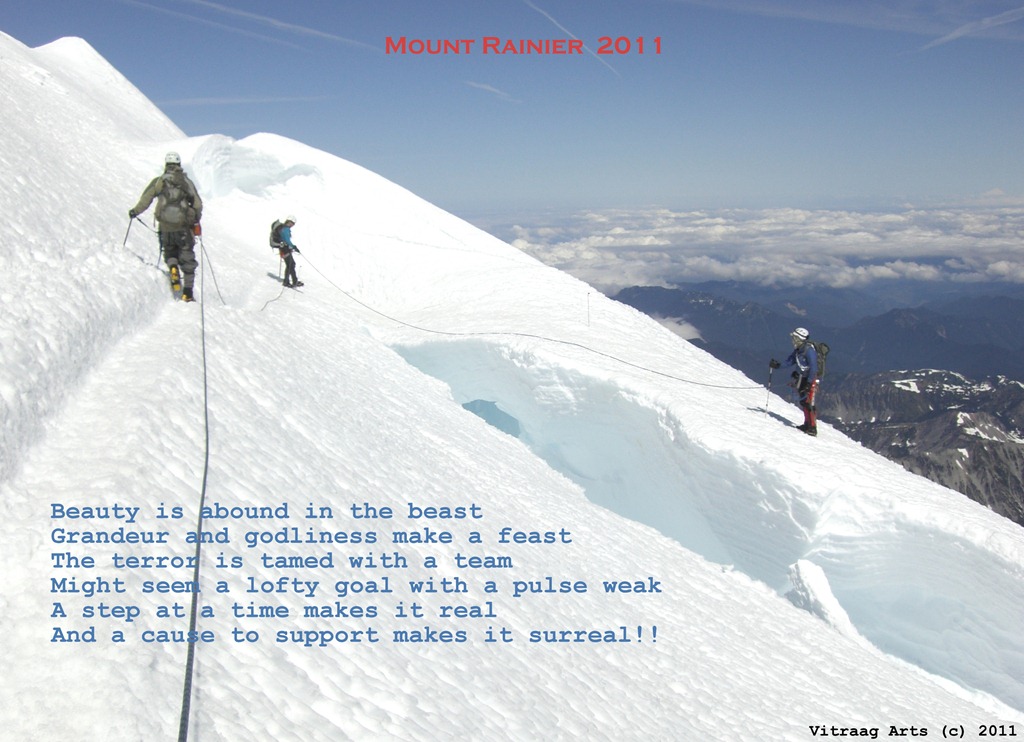 Mount Rainier 2011
Beauty is abound in the beast
Grandeur and godliness make a feast
The terror is tamed with a team
Might seem a lofty goal with a pulse weak
A step at a time makes it real
And a cause to support makes it surreal!!
Vitraag Arts (c) 2011